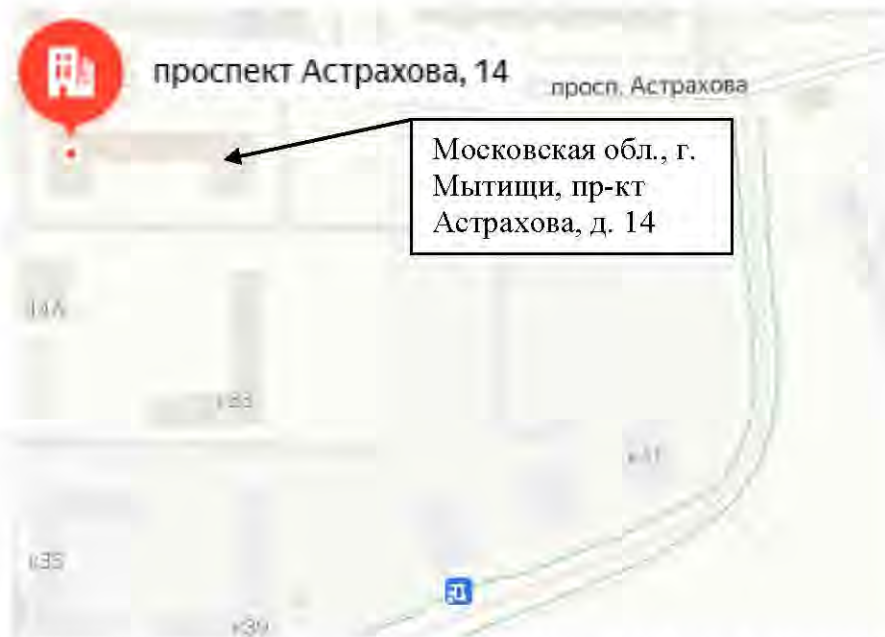 проспект Астрахова, 14
просп. Астрахова
Московская обл., г.
Мытищи, пр-кт
Астрахова, д. 14
14А
к33
к35
к39